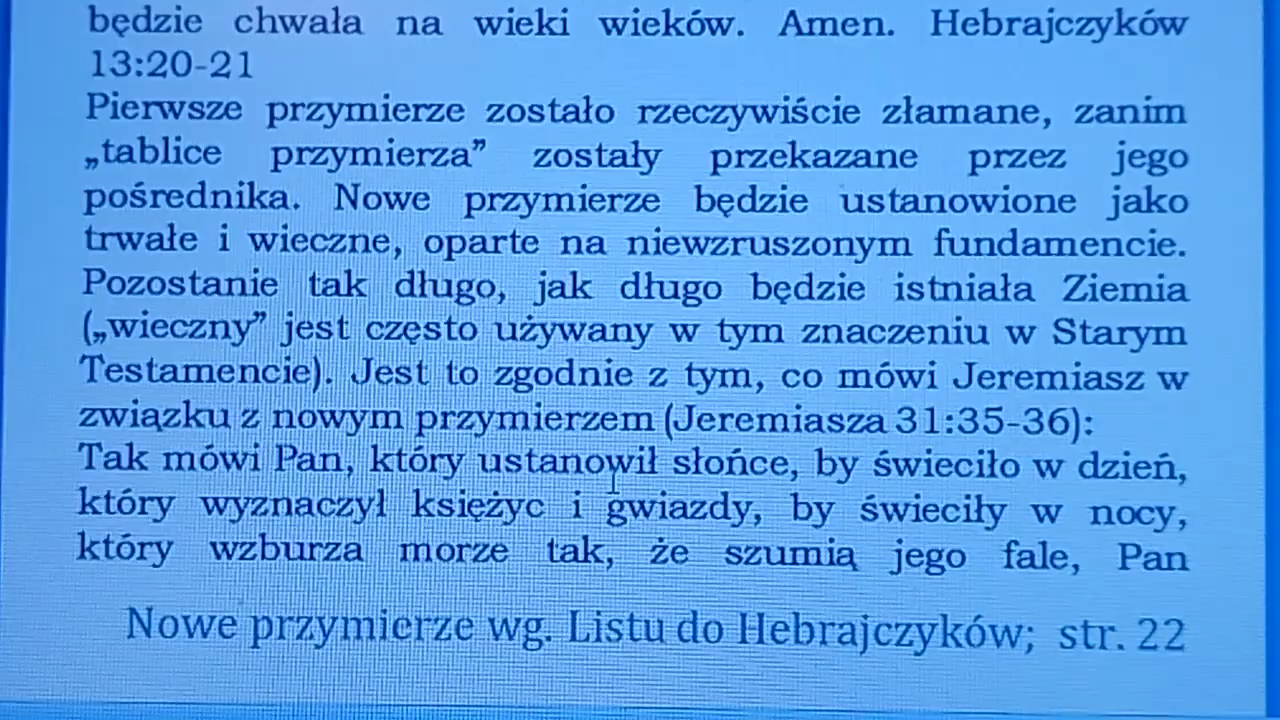 będzie chwała na wieki wieków. Amen. Hebrajczyków
13:20-21
Pierwsze przymierze zostało rzeczywiście złamane, zanim
„tablice przymierza” zostały przekazane przez jego
pośrednika. Nowe przymierze będzie ustanowione jako
trwałe i wieczne, oparte na niewzruszonym fundamencie.
Pozostanie tak długo, jak długo będzie istniała Ziemia
(„wieczny” jest często używany w tym znaczeniu w Starym
Testamencie). Jest to zgodnie z tym, co mówi Jeremiasz w
związku z nowym przymierzem (Jeremiasza 31:35-36):
Tak mówi Pan, który ustanowił słońce, by świeciło w dzień,
który wyznaczył księżyc i gwiazdy, by świeciły w nocy,
który wzburza morze tak, że szumią jego fale, Pan
Nowe przymierze wg. Listu do Hebrajczyków; str. 22